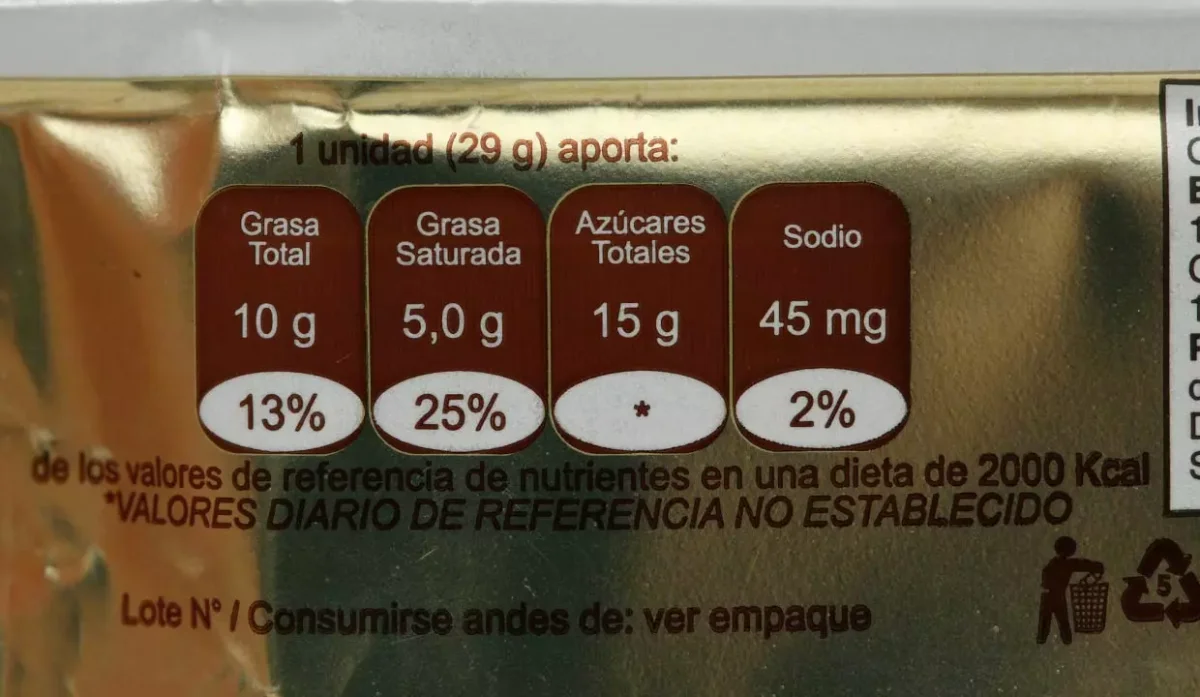 1 unidad (29 g) aporta:
Grasa
Total
10 g
13%
Grasa
Saturada
5,0 g
25%
Azúcares
Totales
15 g
*
Sodio
45 mg
2%
de los valores de referencia de nutrientes en una dieta de 2000 Kcal
*VALORES DIARIO DE REFERENCIA NO ESTABLECIDO
Lote N° / Consumirse andes de: ver empaque
5